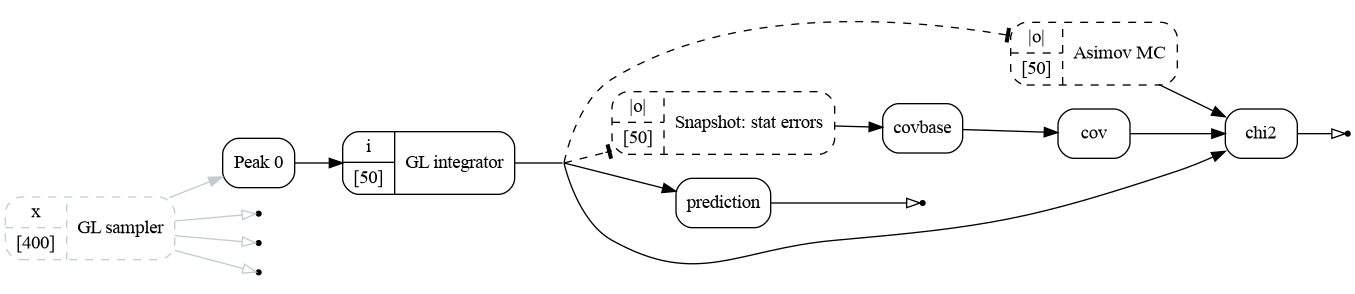 x
[400]
GL sampler
Peak 0
i
[50]
GL integrator
|o|
[50]
Snapshot: stat errors
prediction
covbase
|o|
[50]
Asimov MC
cov
chi2